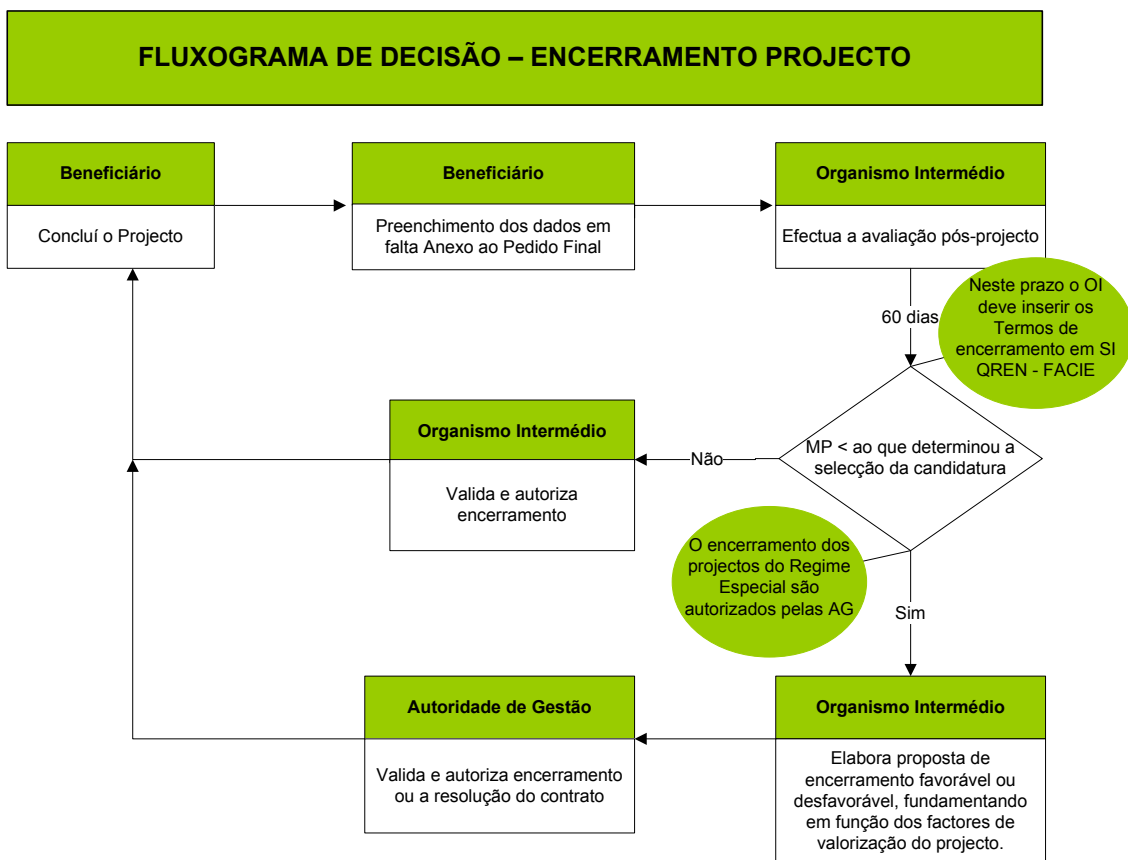 FLUXOGRAMA DE DECISÃO – ENCERRAMENTO PROJECTO
Beneficiário
Concluí o Projecto
Beneficiário
Preenchimento dos dados em
falta Anexo ao Pedido Final
Organismo Intermédio
Efectua a avaliação pós-projecto
60 dias
Neste prazo o OI
deve inserir os
Termos de
encerramento em SI
QREN - FACIE
MP < ao que determinou a
selecção da candidatura
Não
Organismo Intermédio
Valida e autoriza
encerramento
O encerramento dos
projectos do Regime
Especial são
autorizados pelas AG
Sim
Organismo Intermédio
Elabora proposta de
encerramento favorável ou
desfavorável, fundamentando
em função dos factores de
valorização do projecto.
Autoridade de Gestão
Valida e autoriza encerramento
ou a resolução do contrato